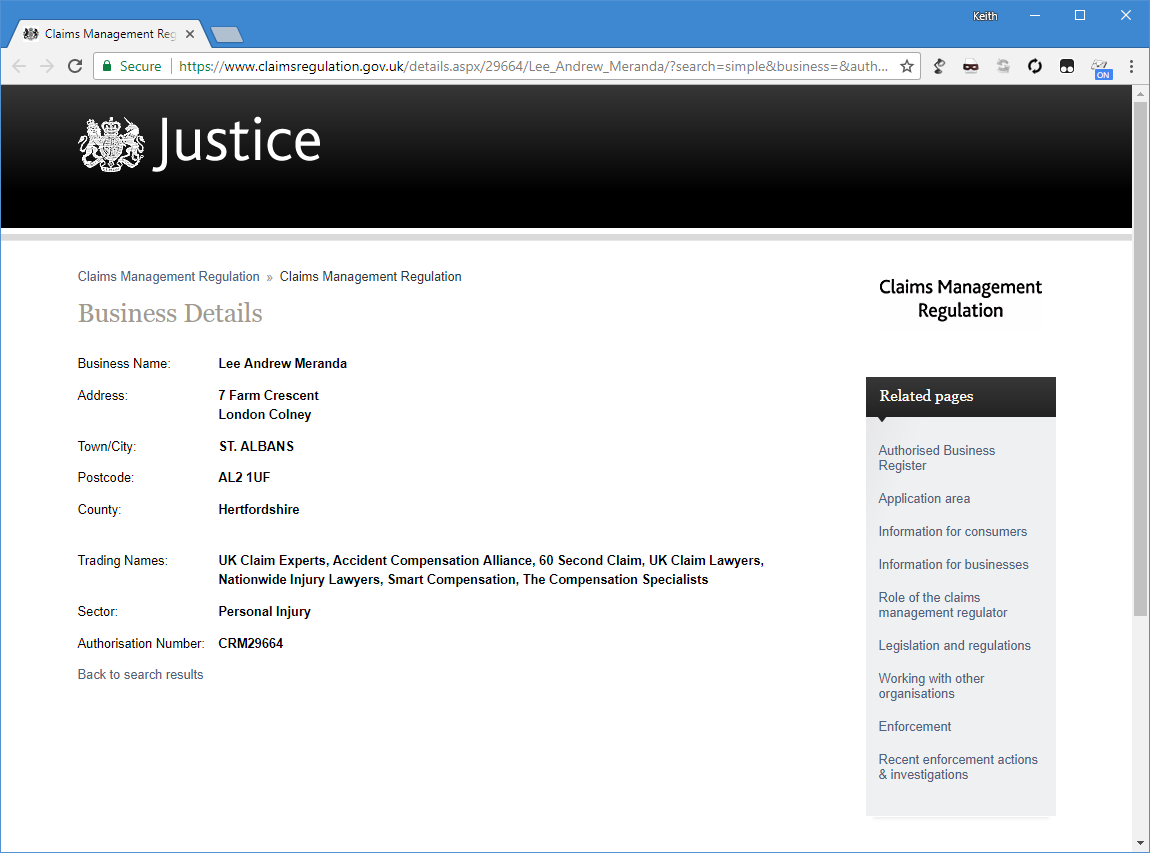 Keith
Claims Management Reg
Secure
https://www.claimsregulation.gov.uk/details.aspx/29664/Lee_Andrew_Meranda/?search=simple&business=&auth...
ON
Justice
Claims Management Regulation » Claims Management Regulation
Business Details
Business Name: Lee Andrew Meranda
Address: 7 Farm Crescent
London Colney
Town/City: ST. ALBANS
Postcode: AL2 1UF
County: Hertfordshire
Trading Names: UK Claim Experts, Accident Compensation Alliance, 60 Second Claim, UK Claim Lawyers,
Nationwide Injury Lawyers, Smart Compensation, The Compensation Specialists
Sector: Personal Injury
Authorisation Number: CRM29664
Back to search results
Claims Management
Regulation
Related pages
Authorised Business
Register
Application area
Information for consumers
Information for businesses
Role of the claims
management regulator
Legislation and regulations
Working with other
organisations
Enforcement
Recent enforcement actions
& investigations